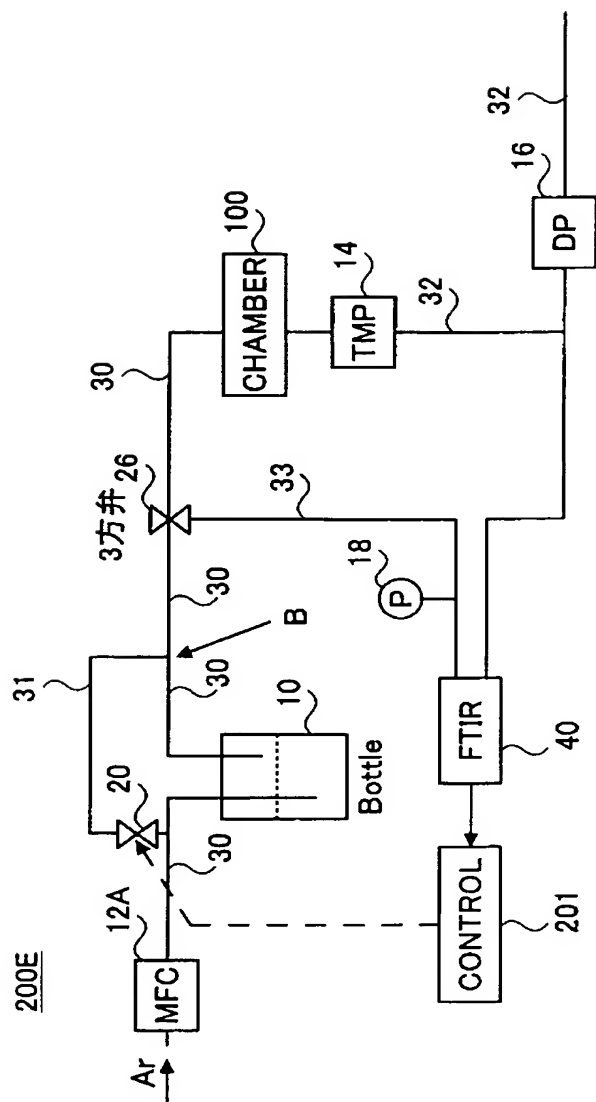 200E
Ar
MFC
12A
20
31
30
30
10
Bottle
B
30
3方弁
26
30
33
CHAMBER
100
TMP
14
32
16
DP
32
18
P
FTIR
40
CONTROL
201